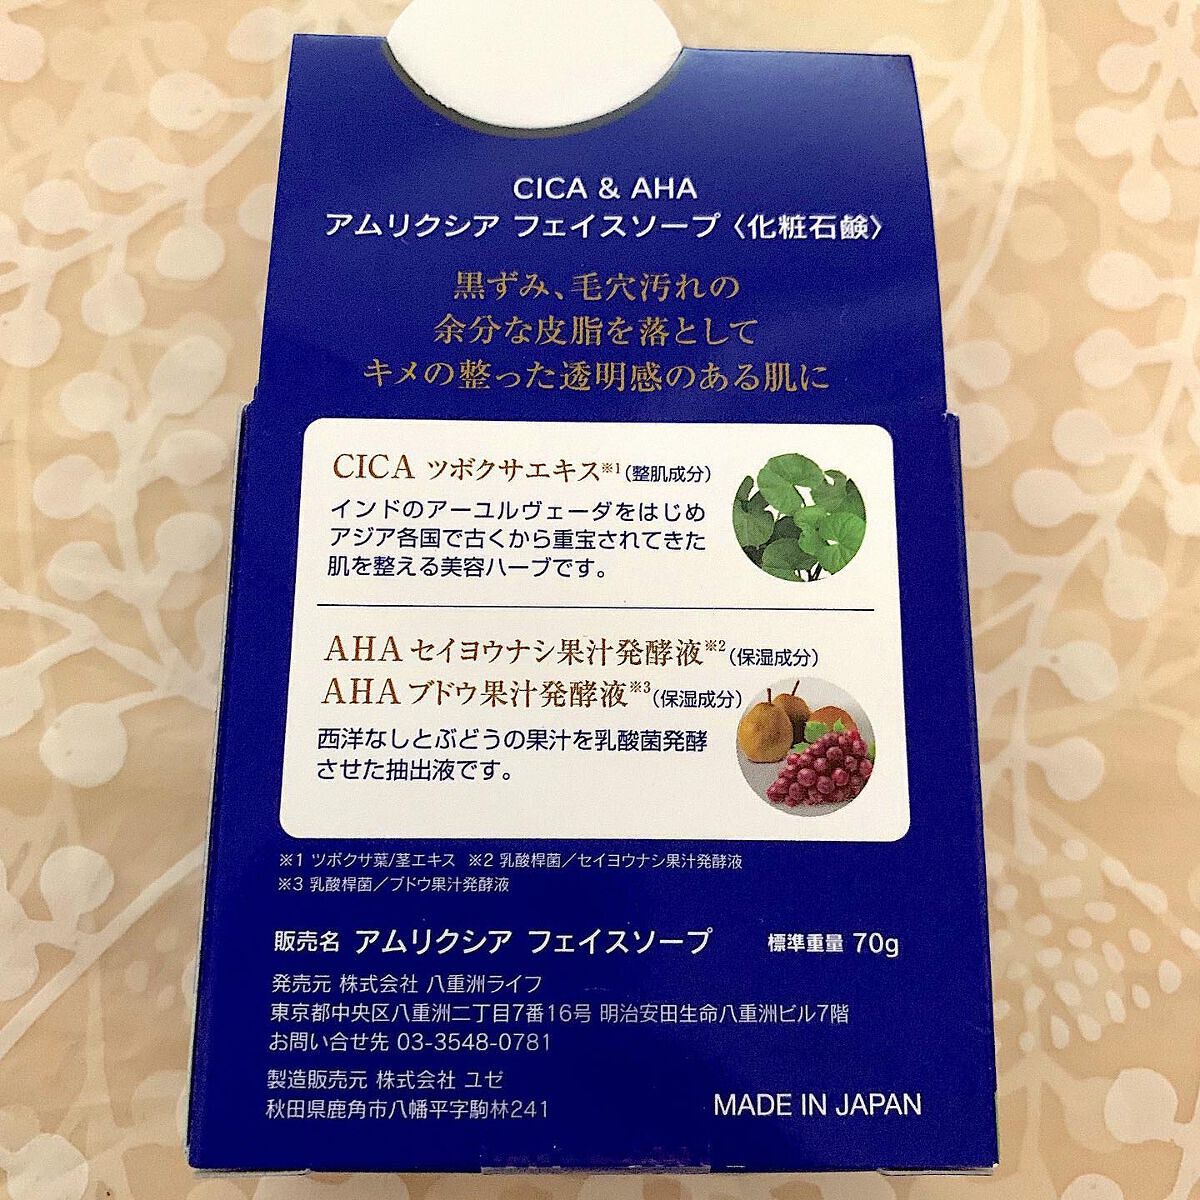 CICA & AHA
アムリクシア フェイスソープ〈化粧石鹸〉
黒ずみ、毛穴汚れの
余分な皮脂を落として
キメの整った透明感のある肌に
CICA ツボクサエキス※1（整肌成分）
インドのアーユルヴェーダをはじめ
アジア各国で古くから重宝されてきた
肌を整える美容ハーブです。
AHA セイヨウナシ果汁発酵液※2（保湿成分）
AHA ブドウ果汁発酵液※3（保湿成分）
西洋なしとぶどうの果汁を乳酸菌発酵
させた抽出液です。
※1 ツボクサ葉/茎エキス ※2 乳酸桿菌／セイヨウナシ果汁発酵液
※3 乳酸桿菌／ブドウ果汁発酵液
販売名 アムリクシア フェイスソープ 標準重量 70g
発売元 株式会社 八重洲ライフ
東京都中央区八重洲二丁目7番16号 明治安田生命八重洲ビル7階
お問い合せ先 03-3548-0781
製造販売元 株式会社 ユゼ
秋田県鹿角市八幡平字駒林241
MADE IN JAPAN